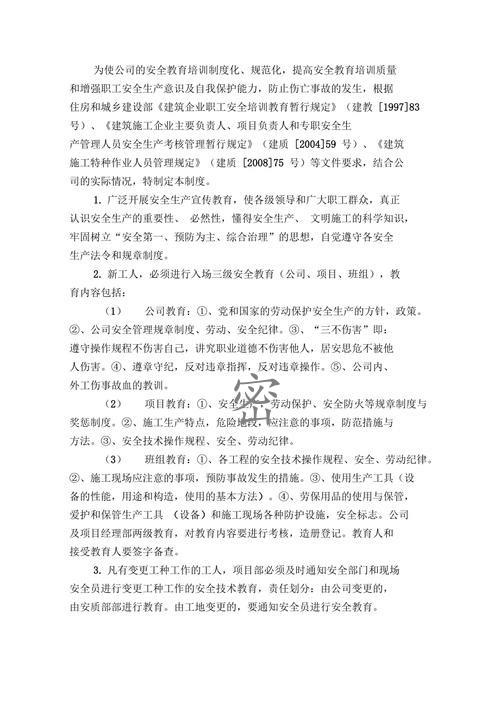 为使公司的安全教育培训制度化、规范化，提高安全教育培训质量
和增强职工安全生产意识及自我保护能力，防止伤亡事故的发生，根据
住房和城乡建设部《建筑企业职工安全培训教育暂行规定》（建教 [1997]83
号）、《建筑施工企业主要负责人、项目负责人和专职安全生
产管理人员安全生产考核管理暂行规定》（建质 [2004]59 号）、《建筑
施工特种作业人员管理规定》（建质 [2008]75 号）等文件要求，结合公
司的实际情况，特制定本制度。
1. 广泛开展安全生产宣传教育，使各级领导和广大职工群众，真正
认识安全生产的重要性、 必然性，懂得安全生产、 文明施工的科学知识，
牢固树立“安全第一、预防为主、综合治理”的思想，自觉遵守各安全
生产法令和规章制度。
2. 新工人，必须进行入场三级安全教育（公司、项目、班组），教
育内容包括：
（1） 公司教育：①、党和国家的劳动保护安全生产的方针，政策。
②、公司安全管理规章制度、劳动、安全纪律。③、“三不伤害”即：
遵守操作规程不伤害自己，讲究职业道德不伤害他人，居安思危不被他
人伤害。④、遵章守纪，反对违章指挥，反对违章操作。⑤、公司内、
外工伤事故血的教训。
（2） 项目教育：①、安全生产，劳动保护、安全防火等规章制度与
奖惩制度。②、施工生产特点，危险地段，应注意的事项，防范措施与
方法。③、安全技术操作规程、安全、劳动纪律。
密
（3） 班组教育：①、各工程的安全技术操作规程、安全、劳动纪律。
②、施工现场应注意的事项，预防事故发生的措施。③、使用生产工具（设
备的性能，用途和构造，使用的基本方法）。④、劳保用品的使用与保管，
爱护和保管生产工具 （设备）和施工现场各种防护设施，安全标志。公司
及项目经理部两级教育，对教育内容要进行考核，造册登记。教育人和
接受教育人要签字备查。
3. 凡有变更工种工作的工人，项目部必须及时通知安全部门和现场
安全员进行变更工种工作的安全技术教育，责任划分：由公司变更的，
由安质部部进行教育。由工地变更的，要通知安全员进行安全教育。